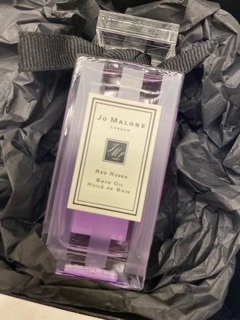 Jo Malone
London
Red Roses
Bath Oil
Huile de Bain